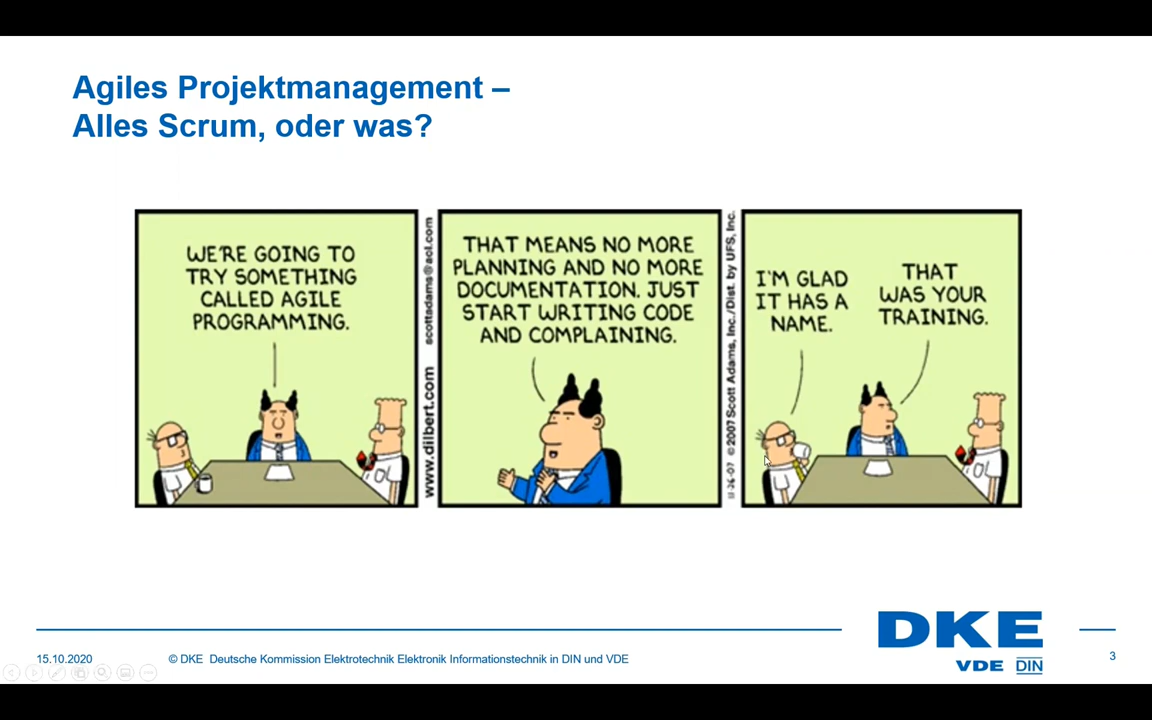 Agiles Projektmanagement –
Alles Scrum, oder was?
WE'RE GOING TO
TRY SOMETHING
CALLED AGILE
PROGRAMMING.
www.dilbert.com scottadams@aol.com
THAT MEANS NO MORE
PLANNING AND NO MORE
DOCUMENTATION. JUST
START WRITING CODE
AND COMPLAINING.
11-26-07 ©2007 Scott Adams, Inc./Dist. by UFS, Inc.
I'M GLAD
IT HAS A
NAME.
THAT
WAS YOUR
TRAINING.
DKE
VDE DIN
15.10.2020
© DKE Deutsche Kommission Elektrotechnik Elektronik Informationstechnik in DIN und VDE
3